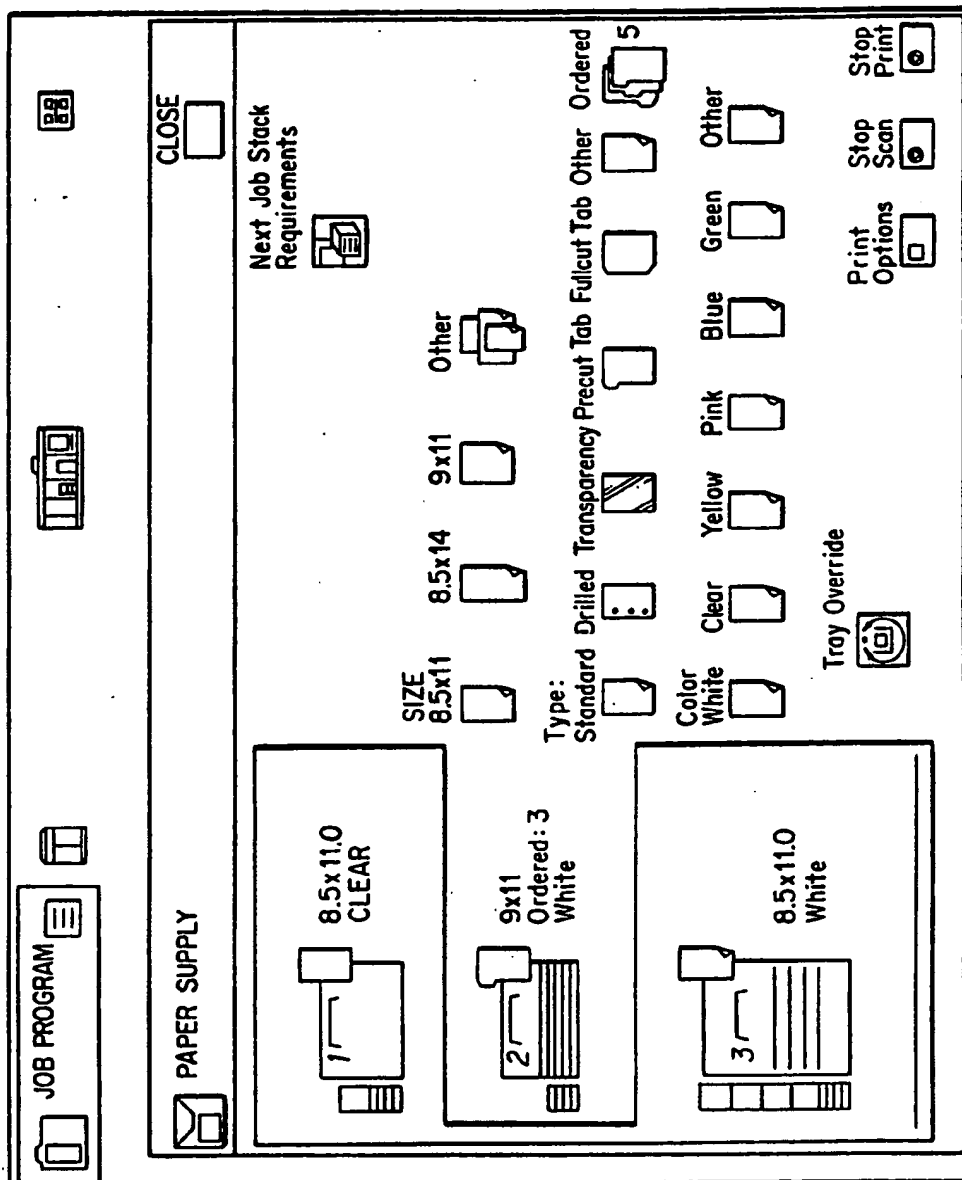 JOB PROGRAM
PAPER SUPPLY
CLOSE
1
8.5x11.0
CLEAR
2
9x11
Ordered: 3
White
3
8.5x11.0
White
Next Job Stack
Requirements
SIZE
8.5x11 8.5x14 9x11 Other
Type:
Standard Drilled Transparency Precut Tab Fullcut Tab Other Ordered
5
Color
White Clear Yellow Pink Blue Green Other
Tray Override
Print
Options
Stop
Scan
Stop
Print